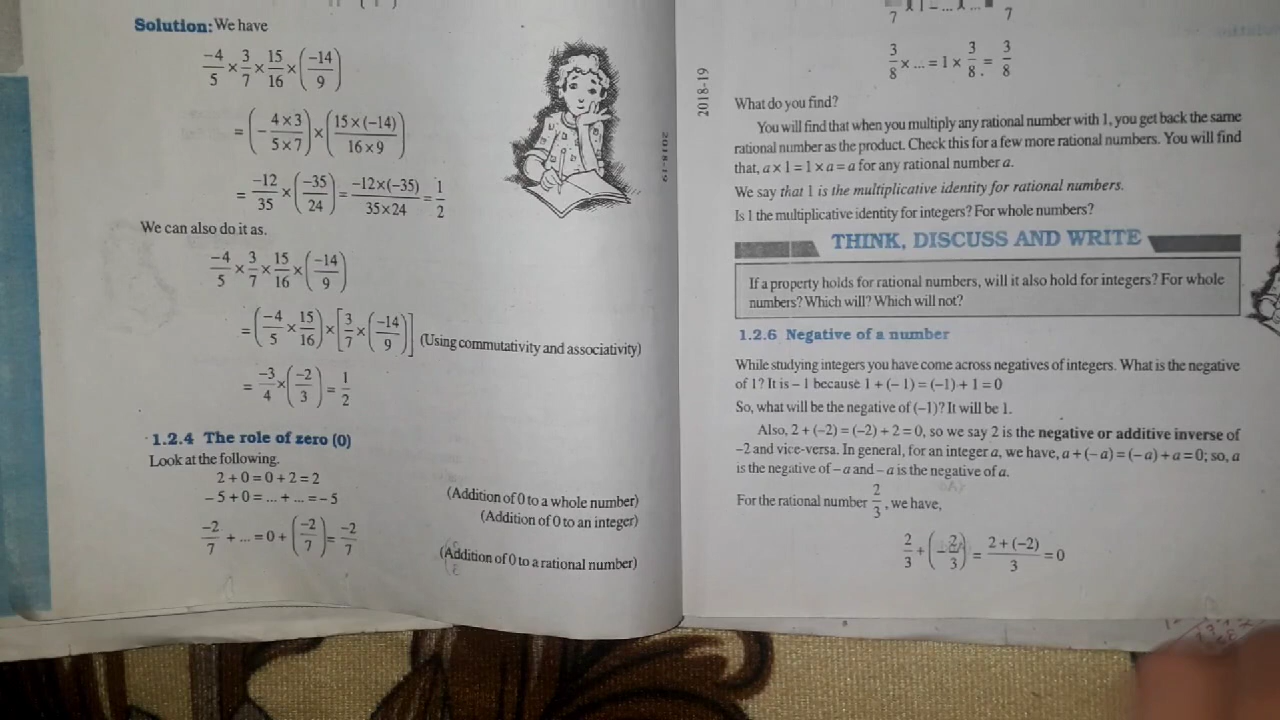 Solution: We have
-4/5 × 3/7 × 15/16 × (-14/9)
= (- 4×3/5×7) × (15×(-14)/16×9)
= -12/35 × (-35/24) = -12×(-35)/35×24 = 1/2
We can also do it as.
-4/5 × 3/7 × 15/16 × (-14/9)
= (-4/5 × 15/16) × [3/7 × (-14/9)] (Using commutativity and associativity)
= -3/4 × (-2/3) = 1/2
1.2.4 The role of zero (0)
Look at the following.
2 + 0 = 0 + 2 = 2 (Addition of 0 to a whole number)
- 5 + 0 = ... + ... = - 5 (Addition of 0 to an integer)
-2/7 + ... = 0 + (-2/7) = -2/7 (Addition of 0 to a rational number)
2018-19
2018-19
3/8 × ... = 1 × 3/8 = 3/8
What do you find?
You will find that when you multiply any rational number with 1, you get back the same
rational number as the product. Check this for a few more rational numbers. You will find
that, a × 1 = 1 × a = a for any rational number a.
We say that 1 is the multiplicative identity for rational numbers.
Is 1 the multiplicative identity for integers? For whole numbers?
THINK, DISCUSS AND WRITE
If a property holds for rational numbers, will it also hold for integers? For whole
numbers? Which will? Which will not?
1.2.6 Negative of a number
While studying integers you have come across negatives of integers. What is the negative
of 1? It is – 1 because 1 + (– 1) = (–1) + 1 = 0
So, what will be the negative of (–1)? It will be 1.
Also, 2 + (–2) = (–2) + 2 = 0, so we say 2 is the negative or additive inverse of
–2 and vice-versa. In general, for an integer a, we have, a + (– a) = (– a) + a = 0; so, a
is the negative of – a and – a is the negative of a.
For the rational number 2/3, we have,
2/3 + (- 2/3) = 2 + (-2)/3 = 0